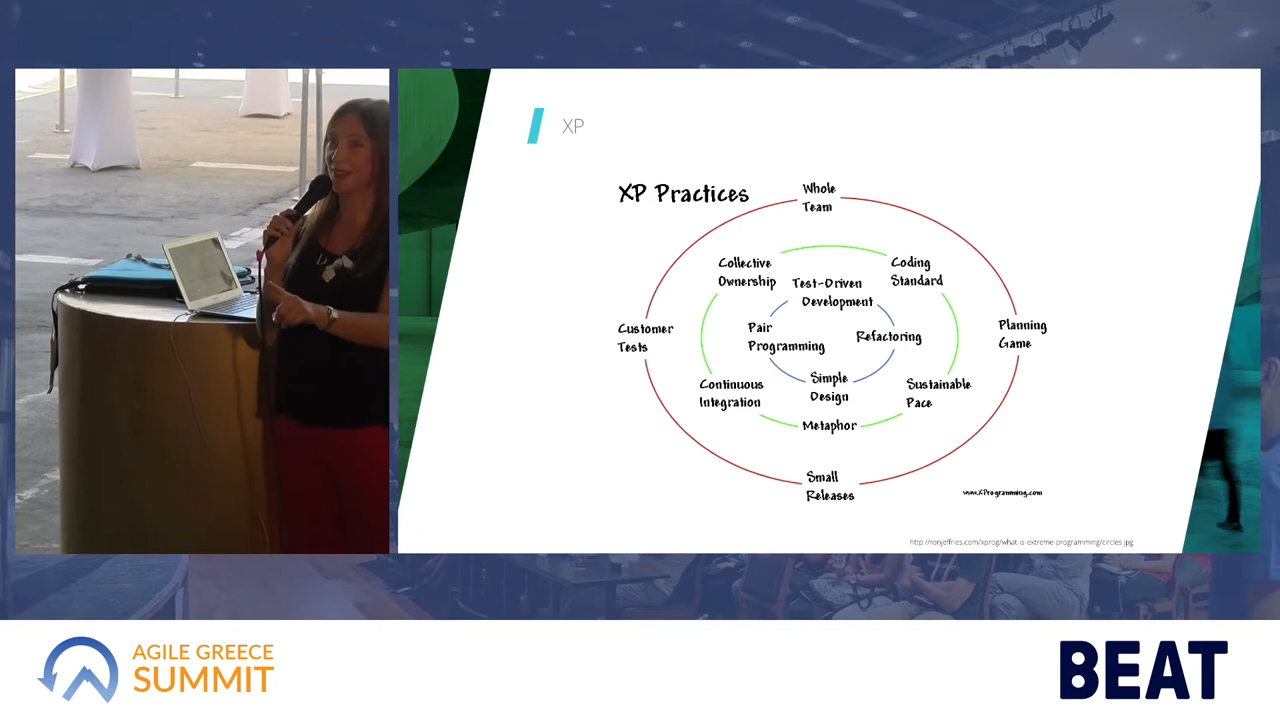 XP
XP Practices
Whole
Team
Collective
Ownership
Coding
Standard
Test-Driven
Development
Customer
Tests
Pair
Programming
Refactoring
Planning
Game
Continuous
Integration
Simple
Design
Sustainable
Pace
Metaphor
Small
Releases
www.XProgramming.com
http://ronjeffries.com/xprog/what is extreme programming/circles.jpg
AGILE GREECE
SUMMIT
BEAT